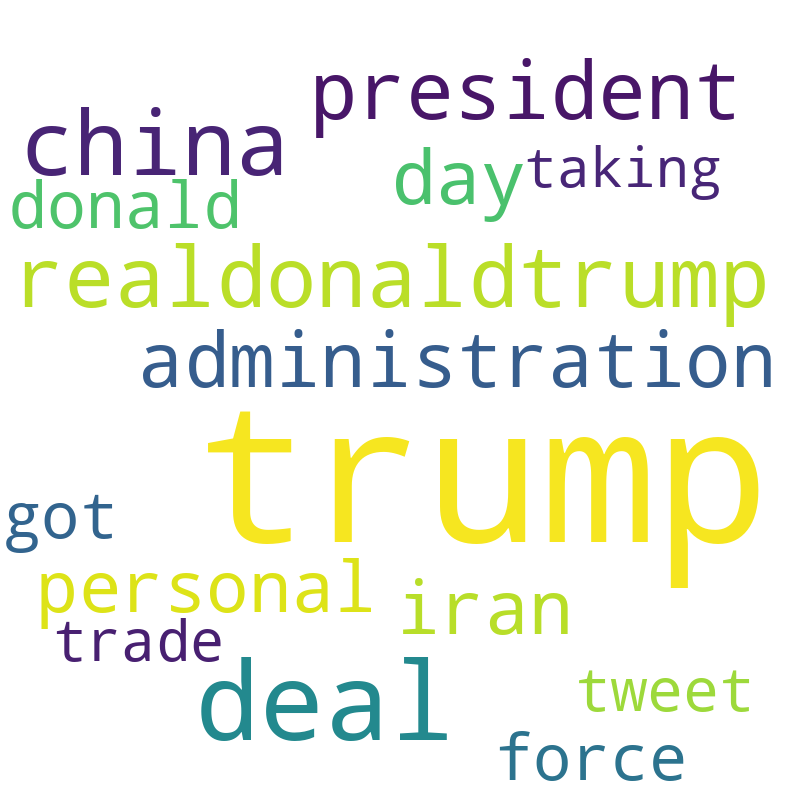 president
china
day taking
donald
realdonaldtrump
administration
trump
got
personal
iran
trade
deal
tweet
force